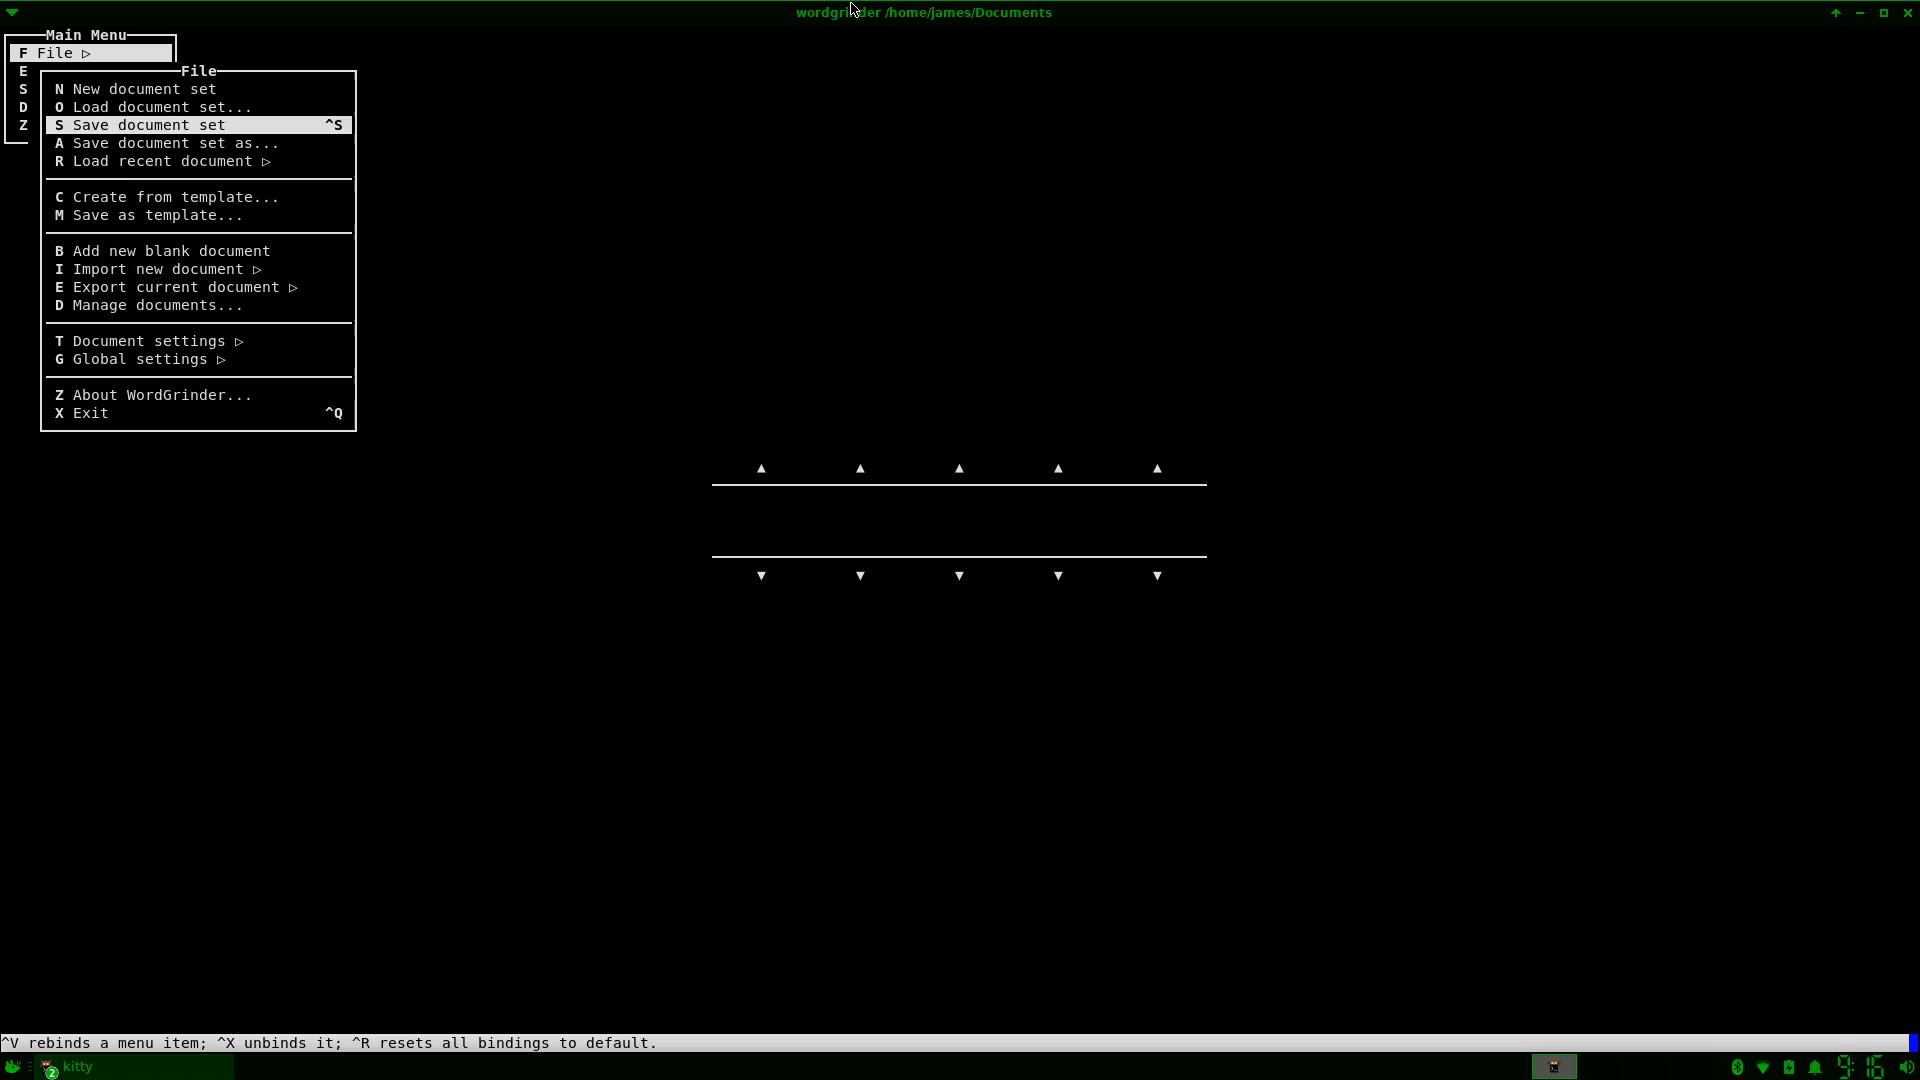 wordgrinder /home/james/Documents
Main Menu
F File ▷
E
S
D
Z
File
N New document set
O Load document set...
S Save document set ^S
A Save document set as...
R Load recent document ▷
C Create from template...
M Save as template...
B Add new blank document
I Import new document ▷
E Export current document ▷
D Manage documents...
T Document settings ▷
G Global settings ▷
Z About WordGrinder...
X Exit ^Q
^V rebinds a menu item; ^X unbinds it; ^R resets all bindings to default.
2 kitty
9:16